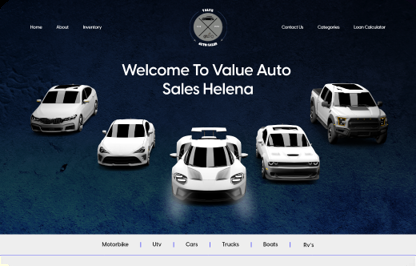 VALUE
AUTO SALES
Home About Inventory
Contact Us Categories Loan Calculator
Welcome To Value Auto
Sales Helena
Motorbike | Utv | Cars | Trucks | Boats | Rv's